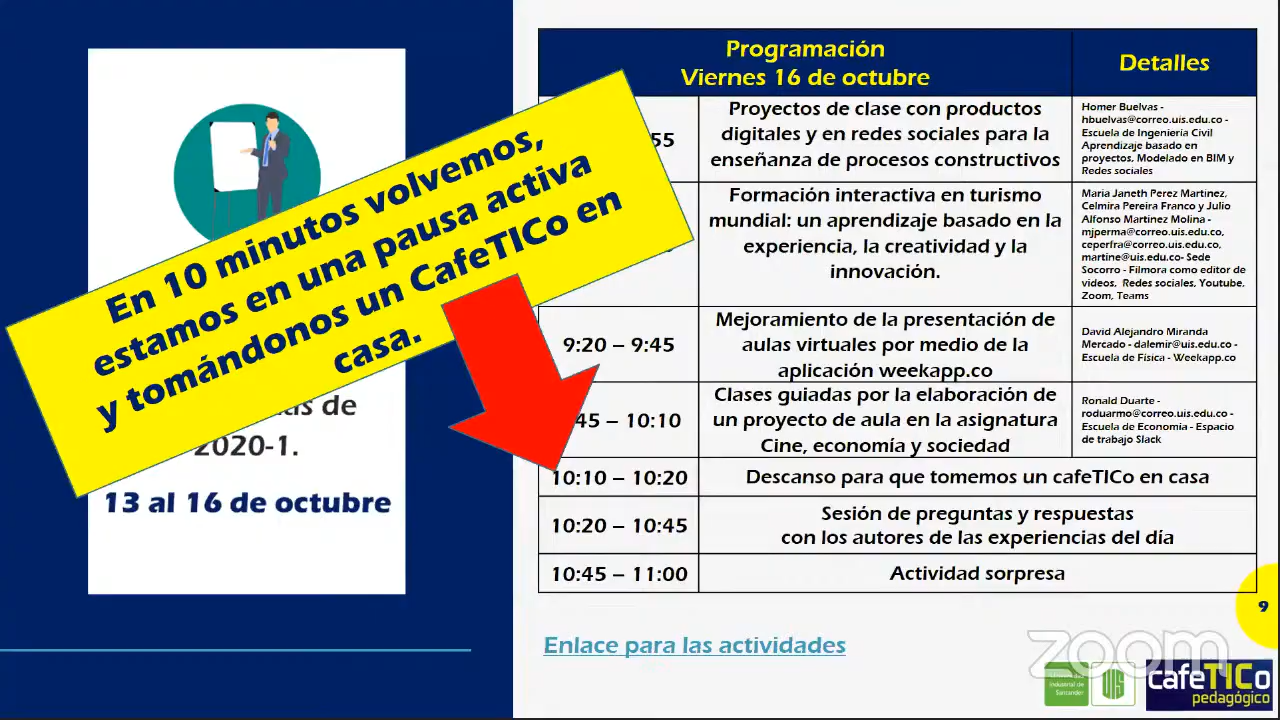 En 10 minutos volvemos,
estamos en una pausa activa
y tomándonos un CafeTICo en
casa.
de
2020-1.
13 al 16 de octubre
Programación
Viernes 16 de octubre
Detalles
55
Proyectos de clase con productos
digitales y en redes sociales para la
enseñanza de procesos constructivos
Homer Buelvas -
hbuelvas@correo.uis.edu.co -
Escuela de Ingeniería Civil
Aprendizaje basado en
proyectos, Modelado en BIM y
Redes sociales
Formación interactiva en turismo
mundial: un aprendizaje basado en la
experiencia, la creatividad y la
innovación.
Maria Janeth Perez Martinez,
Celmira Pereira Franco y Julio
Alfonso Martinez Molina -
mjperma@correo.uis.edu.co,
ceperfra@correo.uis.edu.co,
martine@uis.edu.co- Sede
Socorro - Filmora como editor de
videos, Redes sociales, Youtube,
Zoom, Teams
9:20 – 9:45
Mejoramiento de la presentación de
aulas virtuales por medio de la
aplicación weekapp.co
David Alejandro Miranda
Mercado - dalemir@uis.edu.co -
Escuela de Física - Weekapp.co
45 – 10:10
Clases guiadas por la elaboración de
un proyecto de aula en la asignatura
Cine, economía y sociedad
Ronald Duarte -
roduarmo@correo.uis.edu.co -
Escuela de Economía - Espacio
de trabajo Slack
10:10 – 10:20
Descanso para que tomemos un cafeTICo en casa
10:20 – 10:45
Sesión de preguntas y respuestas
con los autores de las experiencias del día
10:45 – 11:00
Actividad sorpresa
9
Enlace para las actividades
zoom
Industrial de
Santander
UIS
cafeTICo
pedagógico